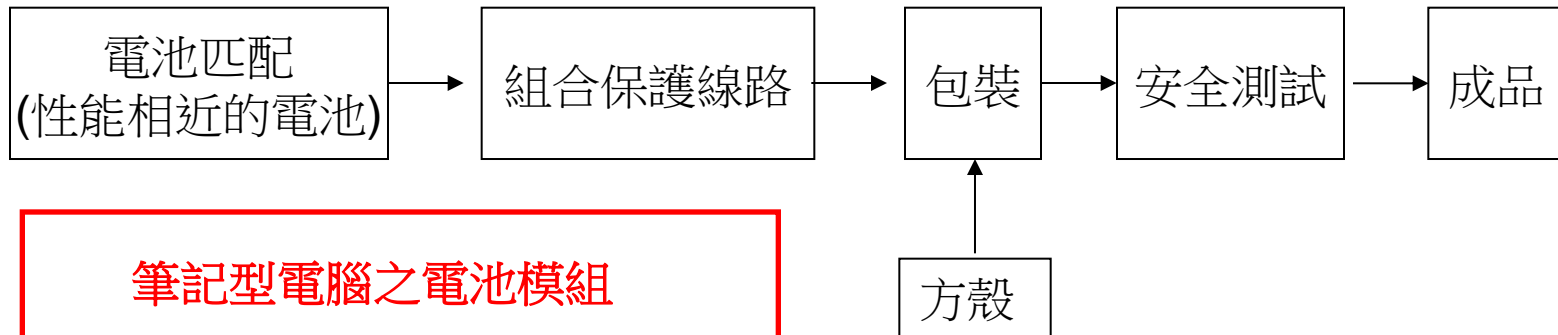 電池匹配
(性能相近的電池)
組合保護線路
包裝
安全測試
成品
筆記型電腦之電池模組
方殼